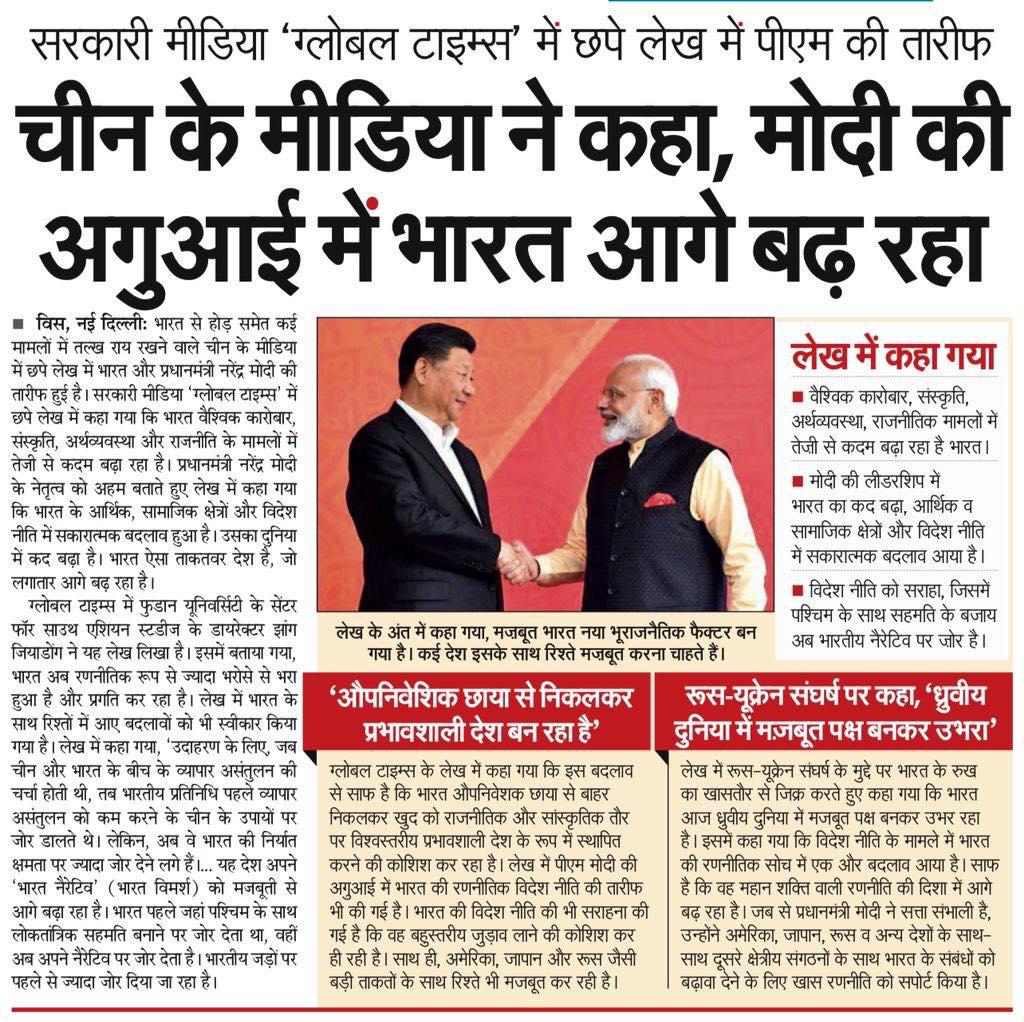 सरकारी मीडिया 'ग्लोबल टाइम्स' में छपे लेख में पीएम की तारीफ
चीन के मीडिया ने कहा, मोदी की
अगुआई में भारत आगे बढ़ रहा
■ विस, नई दिल्ली: भारत से होड़ समेत कई
मामलों में तल्ख राय रखने वाले चीन के मीडिया
में छपे लेख में भारत और प्रधानमंत्री नरेंद्र मोदी की
तारीफ हुई है। सरकारी मीडिया 'ग्लोबल टाइम्स' में
छपे लेख में कहा गया कि भारत वैश्विक कारोबार,
संस्कृति, अर्थव्यवस्था और राजनीति के मामलों में
तेजी से कदम बढ़ा रहा है। प्रधानमंत्री नरेंद्र मोदी
के नेतृत्व को अहम बताते हुए लेख में कहा गया
कि भारत के आर्थिक, सामाजिक क्षेत्रों और विदेश
नीति में सकारात्मक बदलाव हुआ है। उसका दुनिया
में कद बढ़ा है। भारत ऐसा ताकतवर देश है, जो
लगातार आगे बढ़ रहा है।
ग्लोबल टाइम्स में फुडान यूनिवर्सिटी के सेंटर
फॉर साउथ एशियन स्टडीज के डायरेक्टर झांग
जियाडोंग ने यह लेख लिखा है। इसमें बताया गया,
भारत अब रणनीतिक रूप से ज्यादा भरोसे से भरा
हुआ है और प्रगति कर रहा है। लेख में भारत के
साथ रिश्तों में आए बदलावों को भी स्वीकार किया
गया है। लेख में कहा गया, 'उदाहरण के लिए, जब
चीन और भारत के बीच के व्यापार असंतुलन की
चर्चा होती थी, तब भारतीय प्रतिनिधि पहले व्यापार
असंतुलन को कम करने के चीन के उपायों पर
जोर डालते थे। लेकिन, अब वे भारत की निर्यात
क्षमता पर ज्यादा जोर देने लगे हैं।... यह देश अपने
'भारत नैरेटिव' (भारत विमर्श) को मजबूती से
आगे बढ़ा रहा है। भारत पहले जहां पश्चिम के साथ
लोकतांत्रिक सहमति बनाने पर जोर देता था, वहीं
अब अपने नैरेटिव पर जोर देता है। भारतीय जड़ों पर
पहले से ज्यादा जोर दिया जा रहा है।
लेख के अंत में कहा गया, मजबूत भारत नया भूराजनैतिक फैक्टर बन
गया है। कई देश इसके साथ रिश्ते मजबूत करना चाहते हैं।
लेख में कहा गया
■ वैश्विक कारोबार, संस्कृति,
अर्थव्यवस्था, राजनीतिक मामलों में
तेजी से कदम बढ़ा रहा है भारत।
■ मोदी की लीडरशिप में
भारत का कद बढ़ा, आर्थिक व
सामाजिक क्षेत्रों और विदेश नीति
में सकारात्मक बदलाव आया है।
■ विदेश नीति को सराहा, जिसमें
पश्चिम के साथ सहमति के बजाय
अब भारतीय नैरेटिव पर जोर है।
'औपनिवेशिक छाया से निकलकर
प्रभावशाली देश बन रहा है'
ग्लोबल टाइम्स के लेख में कहा गया कि इस बदलाव
से साफ है कि भारत औपनिवेशक छाया से बाहर
निकलकर खुद को राजनीतिक और सांस्कृतिक तौर
पर विश्वस्तरीय प्रभावशाली देश के रूप में स्थापित
करने की कोशिश कर रहा है। लेख में पीएम मोदी की
अगुआई में भारत की रणनीतिक विदेश नीति की तारीफ
भी की गई है। भारत की विदेश नीति की भी सराहना की
गई है कि वह बहुस्तरीय जुड़ाव लाने की कोशिश कर
ही रही है। साथ ही, अमेरिका, जापान और रूस जैसी
बड़ी ताकतों के साथ रिश्ते भी मजबूत कर रही है।
रूस-यूक्रेन संघर्ष पर कहा, 'ध्रुवीय
दुनिया में मज़बूत पक्ष बनकर उभरा'
लेख में रूस-यूक्रेन संघर्ष के मुद्दे पर भारत के रुख
का खासतौर से जिक्र करते हुए कहा गया कि भारत
आज ध्रुवीय दुनिया में मजबूत पक्ष बनकर उभर रहा
है। इसमें कहा गया कि विदेश नीति के मामले में भारत
की रणनीतिक सोच में एक और बदलाव आया है। साफ
है कि वह महान शक्ति वाली रणनीति की दिशा में आगे
बढ़ रहा है। जब से प्रधानमंत्री मोदी ने सत्ता संभाली है,
उन्होंने अमेरिका, जापान, रूस व अन्य देशों के साथ-
साथ दूसरे क्षेत्रीय संगठनों के साथ भारत के संबंधों को
बढ़ावा देने के लिए खास रणनीति को सपोर्ट किया है।